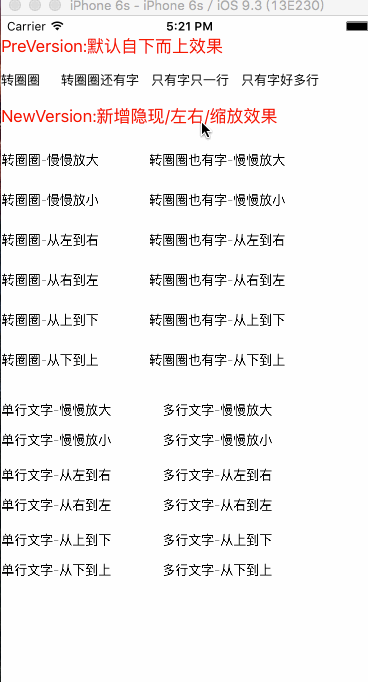 iPhone 6s - iPhone 6s / iOS 9.3 (13E230)
Carrier 5:21 PM
PreVersion:默认自下而上效果
转圈圈 转圈圈还有字 只有字只一行 只有字好多行
NewVersion:新增隐现/左右/缩放效果
转圈圈-慢慢放大 转圈圈也有字-慢慢放大
转圈圈-慢慢放小 转圈圈也有字-慢慢放小
转圈圈-从左到右 转圈圈也有字-从左到右
转圈圈-从右到左 转圈圈也有字-从右到左
转圈圈-从上到下 转圈圈也有字-从上到下
转圈圈-从下到上 转圈圈也有字-从下到上
单行文字-慢慢放大 多行文字-慢慢放大
单行文字-慢慢放小 多行文字-慢慢放小
单行文字-从左到右 多行文字-从左到右
单行文字-从右到左 多行文字-从右到左
单行文字-从上到下 多行文字-从上到下
单行文字-从下到上 多行文字-从下到上